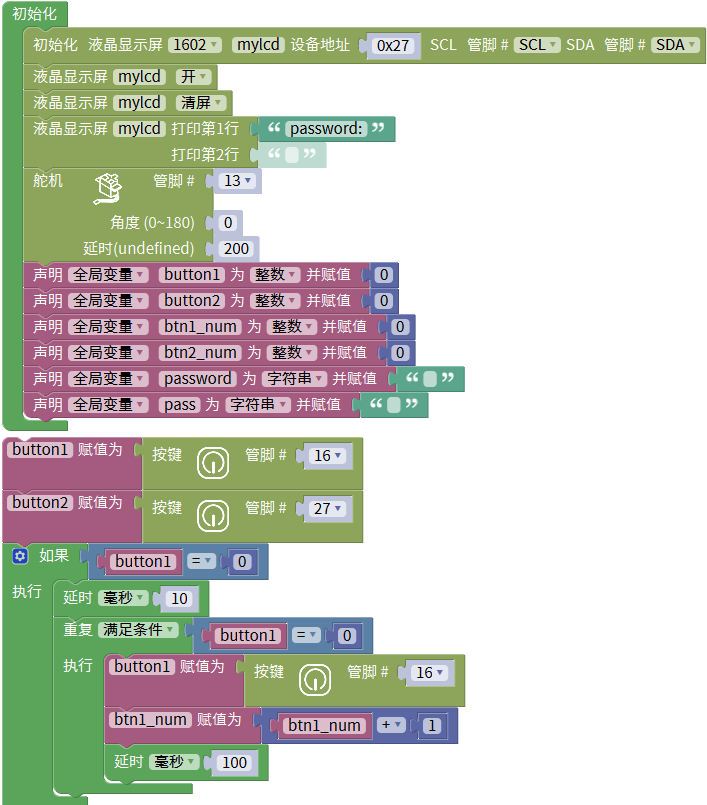 初始化
初始化 液晶显示屏 1602 mylcd 设备地址 0x27 SCL 管脚 # SCL SDA 管脚 # SDA
液晶显示屏 mylcd 开
液晶显示屏 mylcd 清屏
液晶显示屏 mylcd 打印第1行 “ password: ”
打印第2行 “ ”
舵机 管脚 # 13
角度 (0~180) 0
延时(undefined) 200
声明 全局变量 button1 为 整数 并赋值 0
声明 全局变量 button2 为 整数 并赋值 0
声明 全局变量 btn1_num 为 整数 并赋值 0
声明 全局变量 btn2_num 为 整数 并赋值 0
声明 全局变量 password 为 字符串 并赋值 “ ”
声明 全局变量 pass 为 字符串 并赋值 “ ”
button1 赋值为 按键 管脚 # 16
button2 赋值为 按键 管脚 # 27
如果 button1 = 0
执行 延时 毫秒 10
重复 满足条件 button1 = 0
执行 button1 赋值为 按键 管脚 # 16
btn1_num 赋值为 btn1_num + 1
延时 毫秒 100